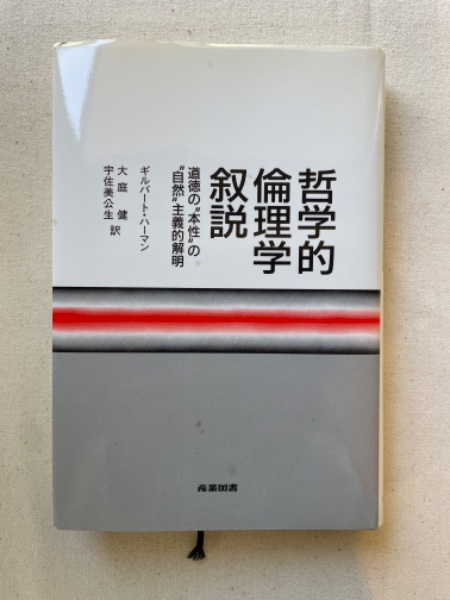 哲学的
倫理学
叙説
道徳の“本性”の
“自然”主義的解明
ギルバート・ハーマン
大庭 健
宇佐美公生 訳
産業図書